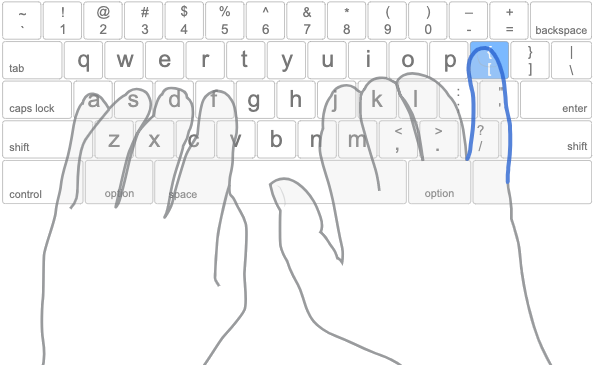 ~ ! @ # $ % ^ & * ( ) _ +
` 1 2 3 4 5 6 7 8 9 0 - = backspace
tab q w e r t y u i o p { [ } ] | \
caps lock a s d f g h j k l : ; " ' enter
shift z x c v b n m < , > . ? / shift
control option space option